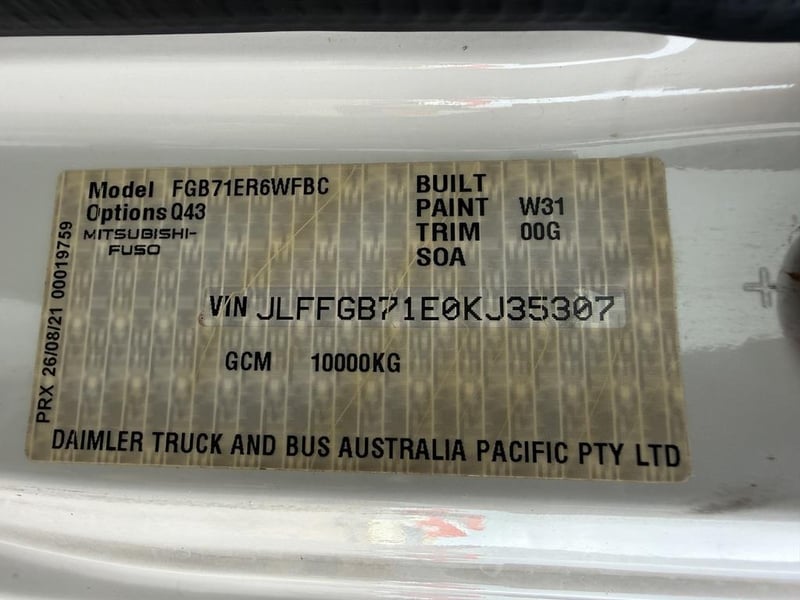 Model FGB71ER6WFBC
Options Q43
MITSUBISHI-
FUSO
BUILT
PAINT W31
TRIM 00G
SOA
VIN JLFFGB71E0KJ35307
GCM 10000KG
DAIMLER TRUCK AND BUS AUSTRALIA PACIFIC PTY LTD
PRX 26/08/21 00019759